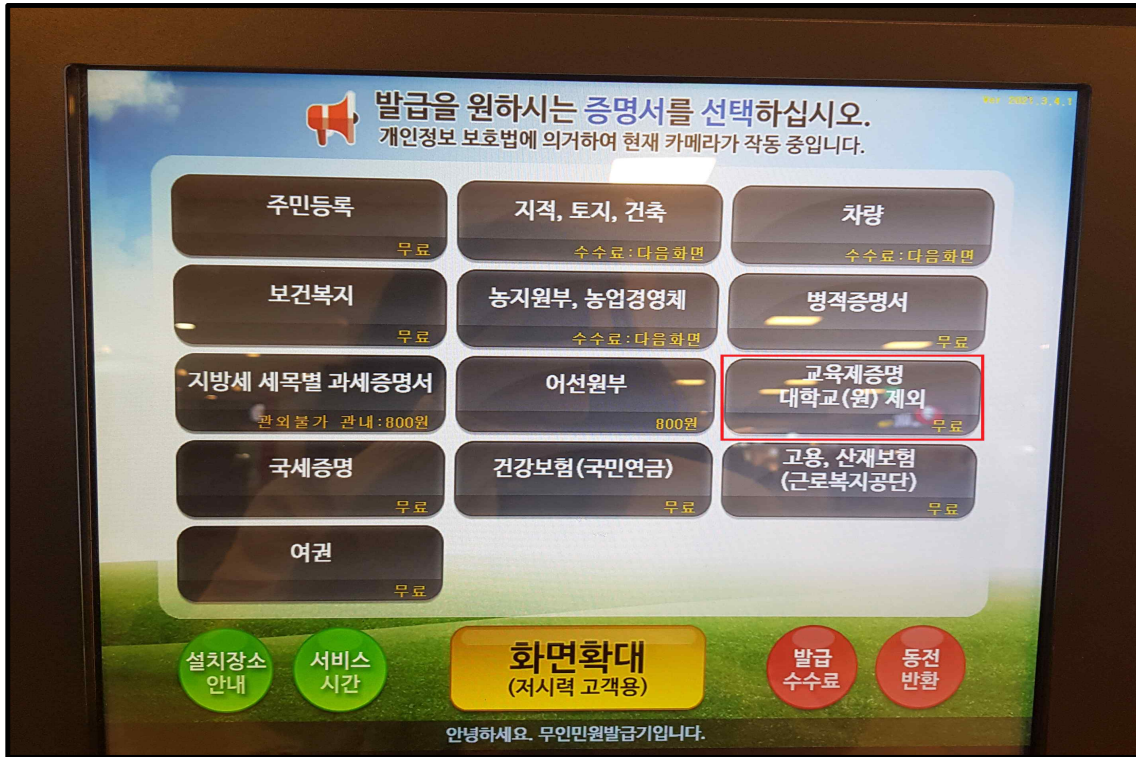 발급을 원하시는 증명서를 선택하십시오.
개인정보 보호법에 의거하여 현재 카메라가 작동 중입니다.
Ver 2021.3.4.1
주민등록
무료
지적, 토지, 건축
수수료:다음화면
차량
수수료:다음화면
보건복지
무료
농지원부, 농업경영체
수수료:다음화면
병적증명서
무료
지방세 세목별 과세증명서
관외불가 관내:800원
어선원부
800원
교육제증명
대학교(원) 제외
무료
국세증명
무료
건강보험(국민연금)
무료
고용, 산재보험
(근로복지공단)
무료
여권
무료
설치장소
안내
서비스
시간
화면확대
(저시력 고객용)
발급
수수료
동전
반환
안녕하세요. 무인민원발급기입니다.